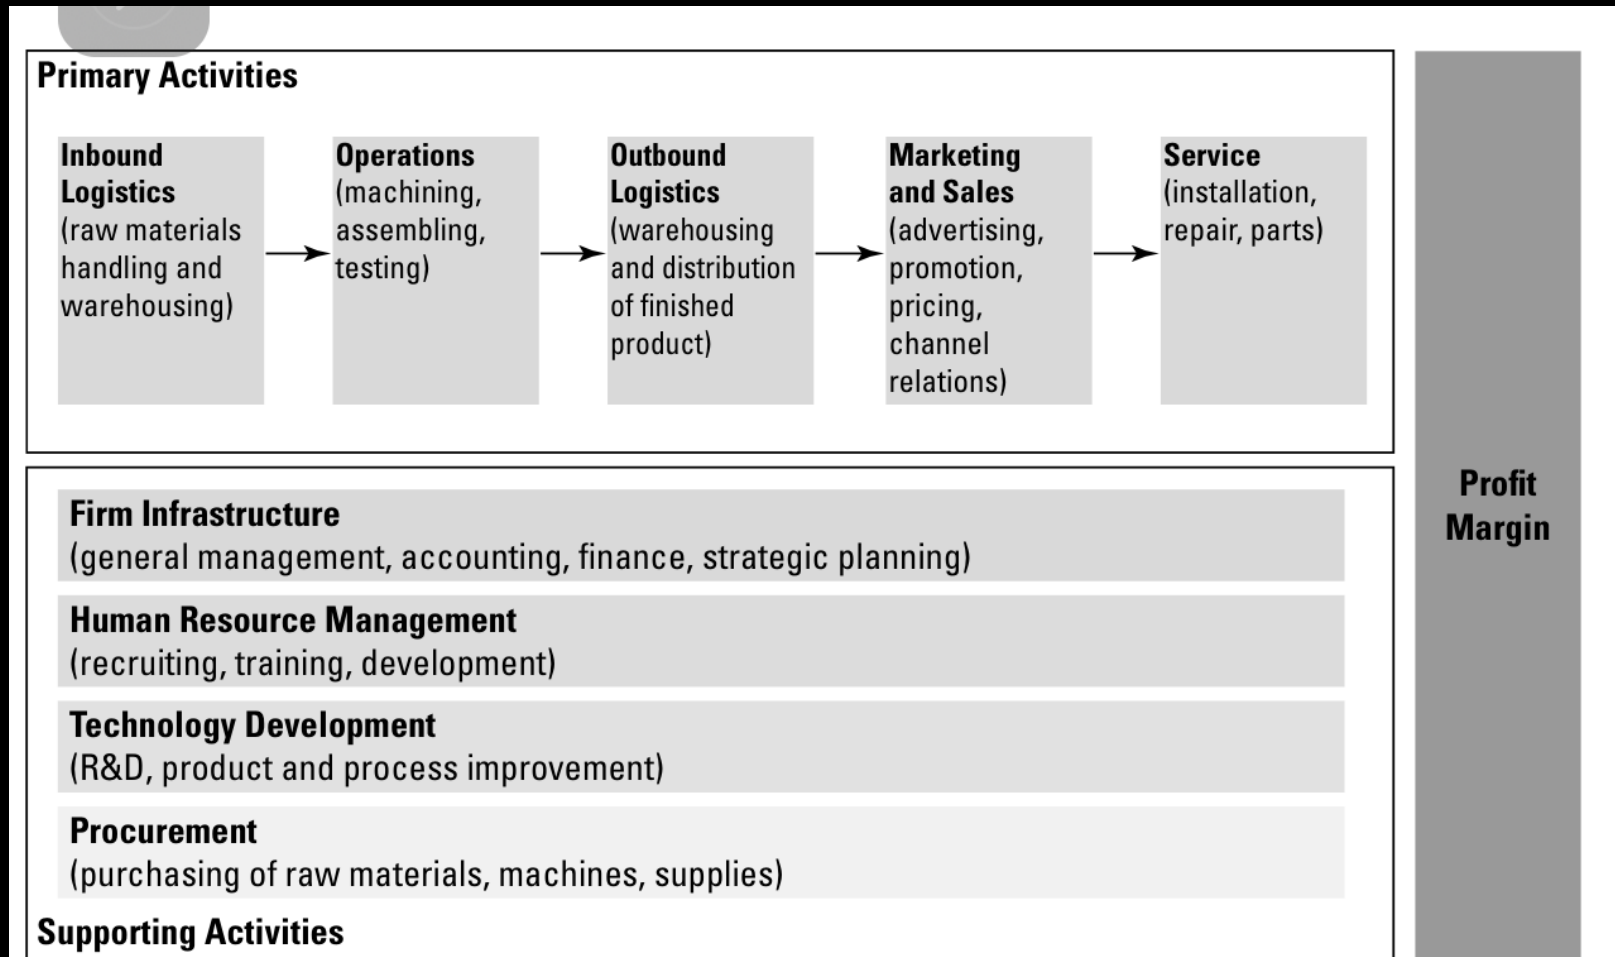 Primary Activities
Inbound
Logistics
(raw materials
handling and
warehousing)
Operations
(machining,
assembling,
testing)
Outbound
Logistics
(warehousing
and distribution
of finished
product)
Marketing
and Sales
(advertising,
promotion,
pricing,
channel
relations)
Service
(installation,
repair, parts)
Firm Infrastructure
(general management, accounting, finance, strategic planning)
Human Resource Management
(recruiting, training, development)
Technology Development
(R&D, product and process improvement)
Procurement
(purchasing of raw materials, machines, supplies)
Supporting Activities
Profit
Margin